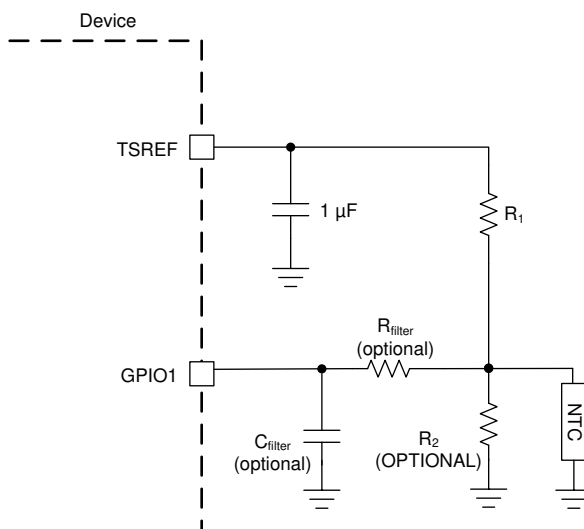 Device
TSREF
1 µF
R1
Rfilter
(optional)
GPIO1
Cfilter
(optional)
R2
(OPTIONAL)
NTC